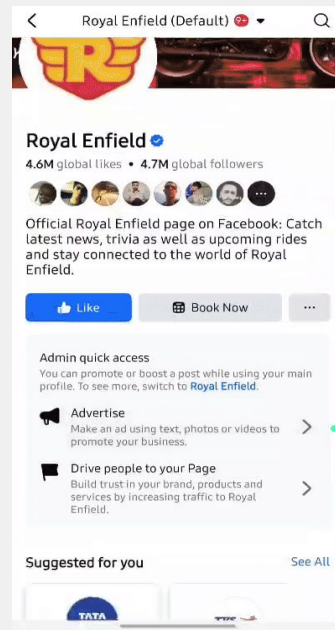 Royal Enfield (Default) 9+
R
Royal Enfield
4.6M global likes • 4.7M global followers
Official Royal Enfield page on Facebook: Catch
latest news, trivia as well as upcoming rides
and stay connected to the world of Royal
Enfield.
Like
Book Now
Admin quick access
You can promote or boost a post while using your main
profile. To see more, switch to Royal Enfield.
Advertise
Make an ad using text, photos or videos to
promote your business.
Drive people to your Page
Build trust in your brand, products and
services by increasing traffic to Royal
Enfield.
Suggested for you
See All
TATA